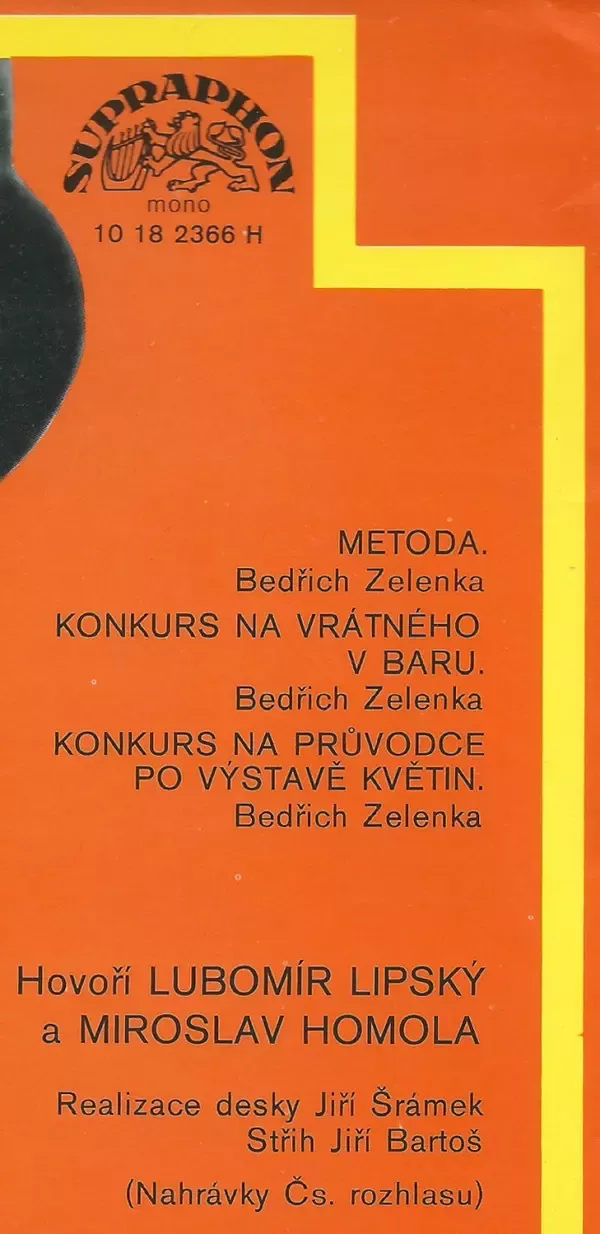 SUPRAPHON
mono
10 18 2366 H
METODA.
Bedřich Zelenka
KONKURS NA VRÁTNÉHO
V BARU.
Bedřich Zelenka
KONKURS NA PRŮVODCE
PO VÝSTAVĚ KVĚTIN.
Bedřich Zelenka
Hovoří LUBOMÍR LIPSKÝ
a MIROSLAV HOMOLA
Realizace desky Jiří Šrámek
Střih Jiří Bartoš
(Nahrávky Čs. rozhlasu)